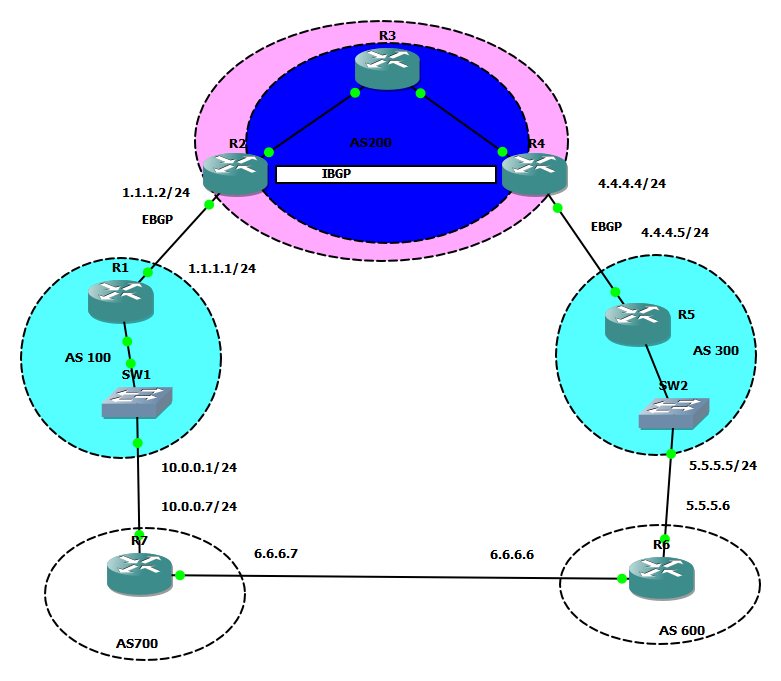 R3
AS200
R2
R4
IBGP
1.1.1.2/24
4.4.4.4/24
EBGP
EBGP
4.4.4.5/24
R1
1.1.1.1/24
R5
AS 100
AS 300
SW1
SW2
10.0.0.1/24
5.5.5.5/24
10.0.0.7/24
5.5.5.6
R7
R6
6.6.6.7
6.6.6.6
AS700
AS 600